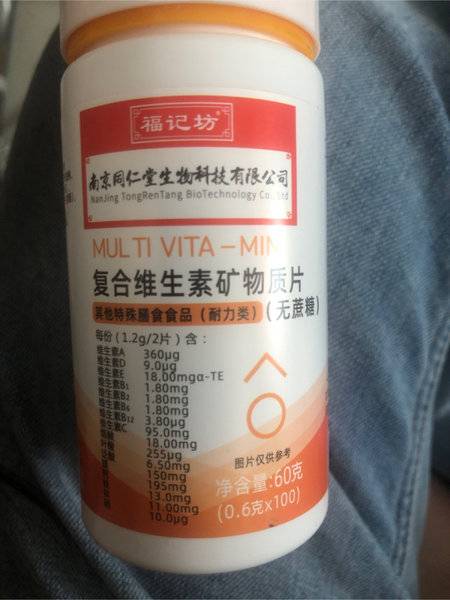 福记坊
南京同仁堂生物科技有限公司
NanJing TongRenTang BioTechnology Co., Ltd
MULTI VITA-MIN
复合维生素矿物质片
其他特殊膳食食品(耐力类)(无蔗糖)
每份(1.2g/2片)含:
维生素A 360μg
维生素D 9.0μg
维生素E 18.00mgα-TE
维生素B₁ 1.80mg
维生素B₂ 1.80mg
维生素B₆ 1.80mg
维生素B₁₂ 3.80μg
维生素C 95.0mg
18.00mg
255μg
6.50mg
150mg
195mg
13.0mg
11.00mg
10.0μg
图片仅供参考
净含量:60克
(0.6克x100)